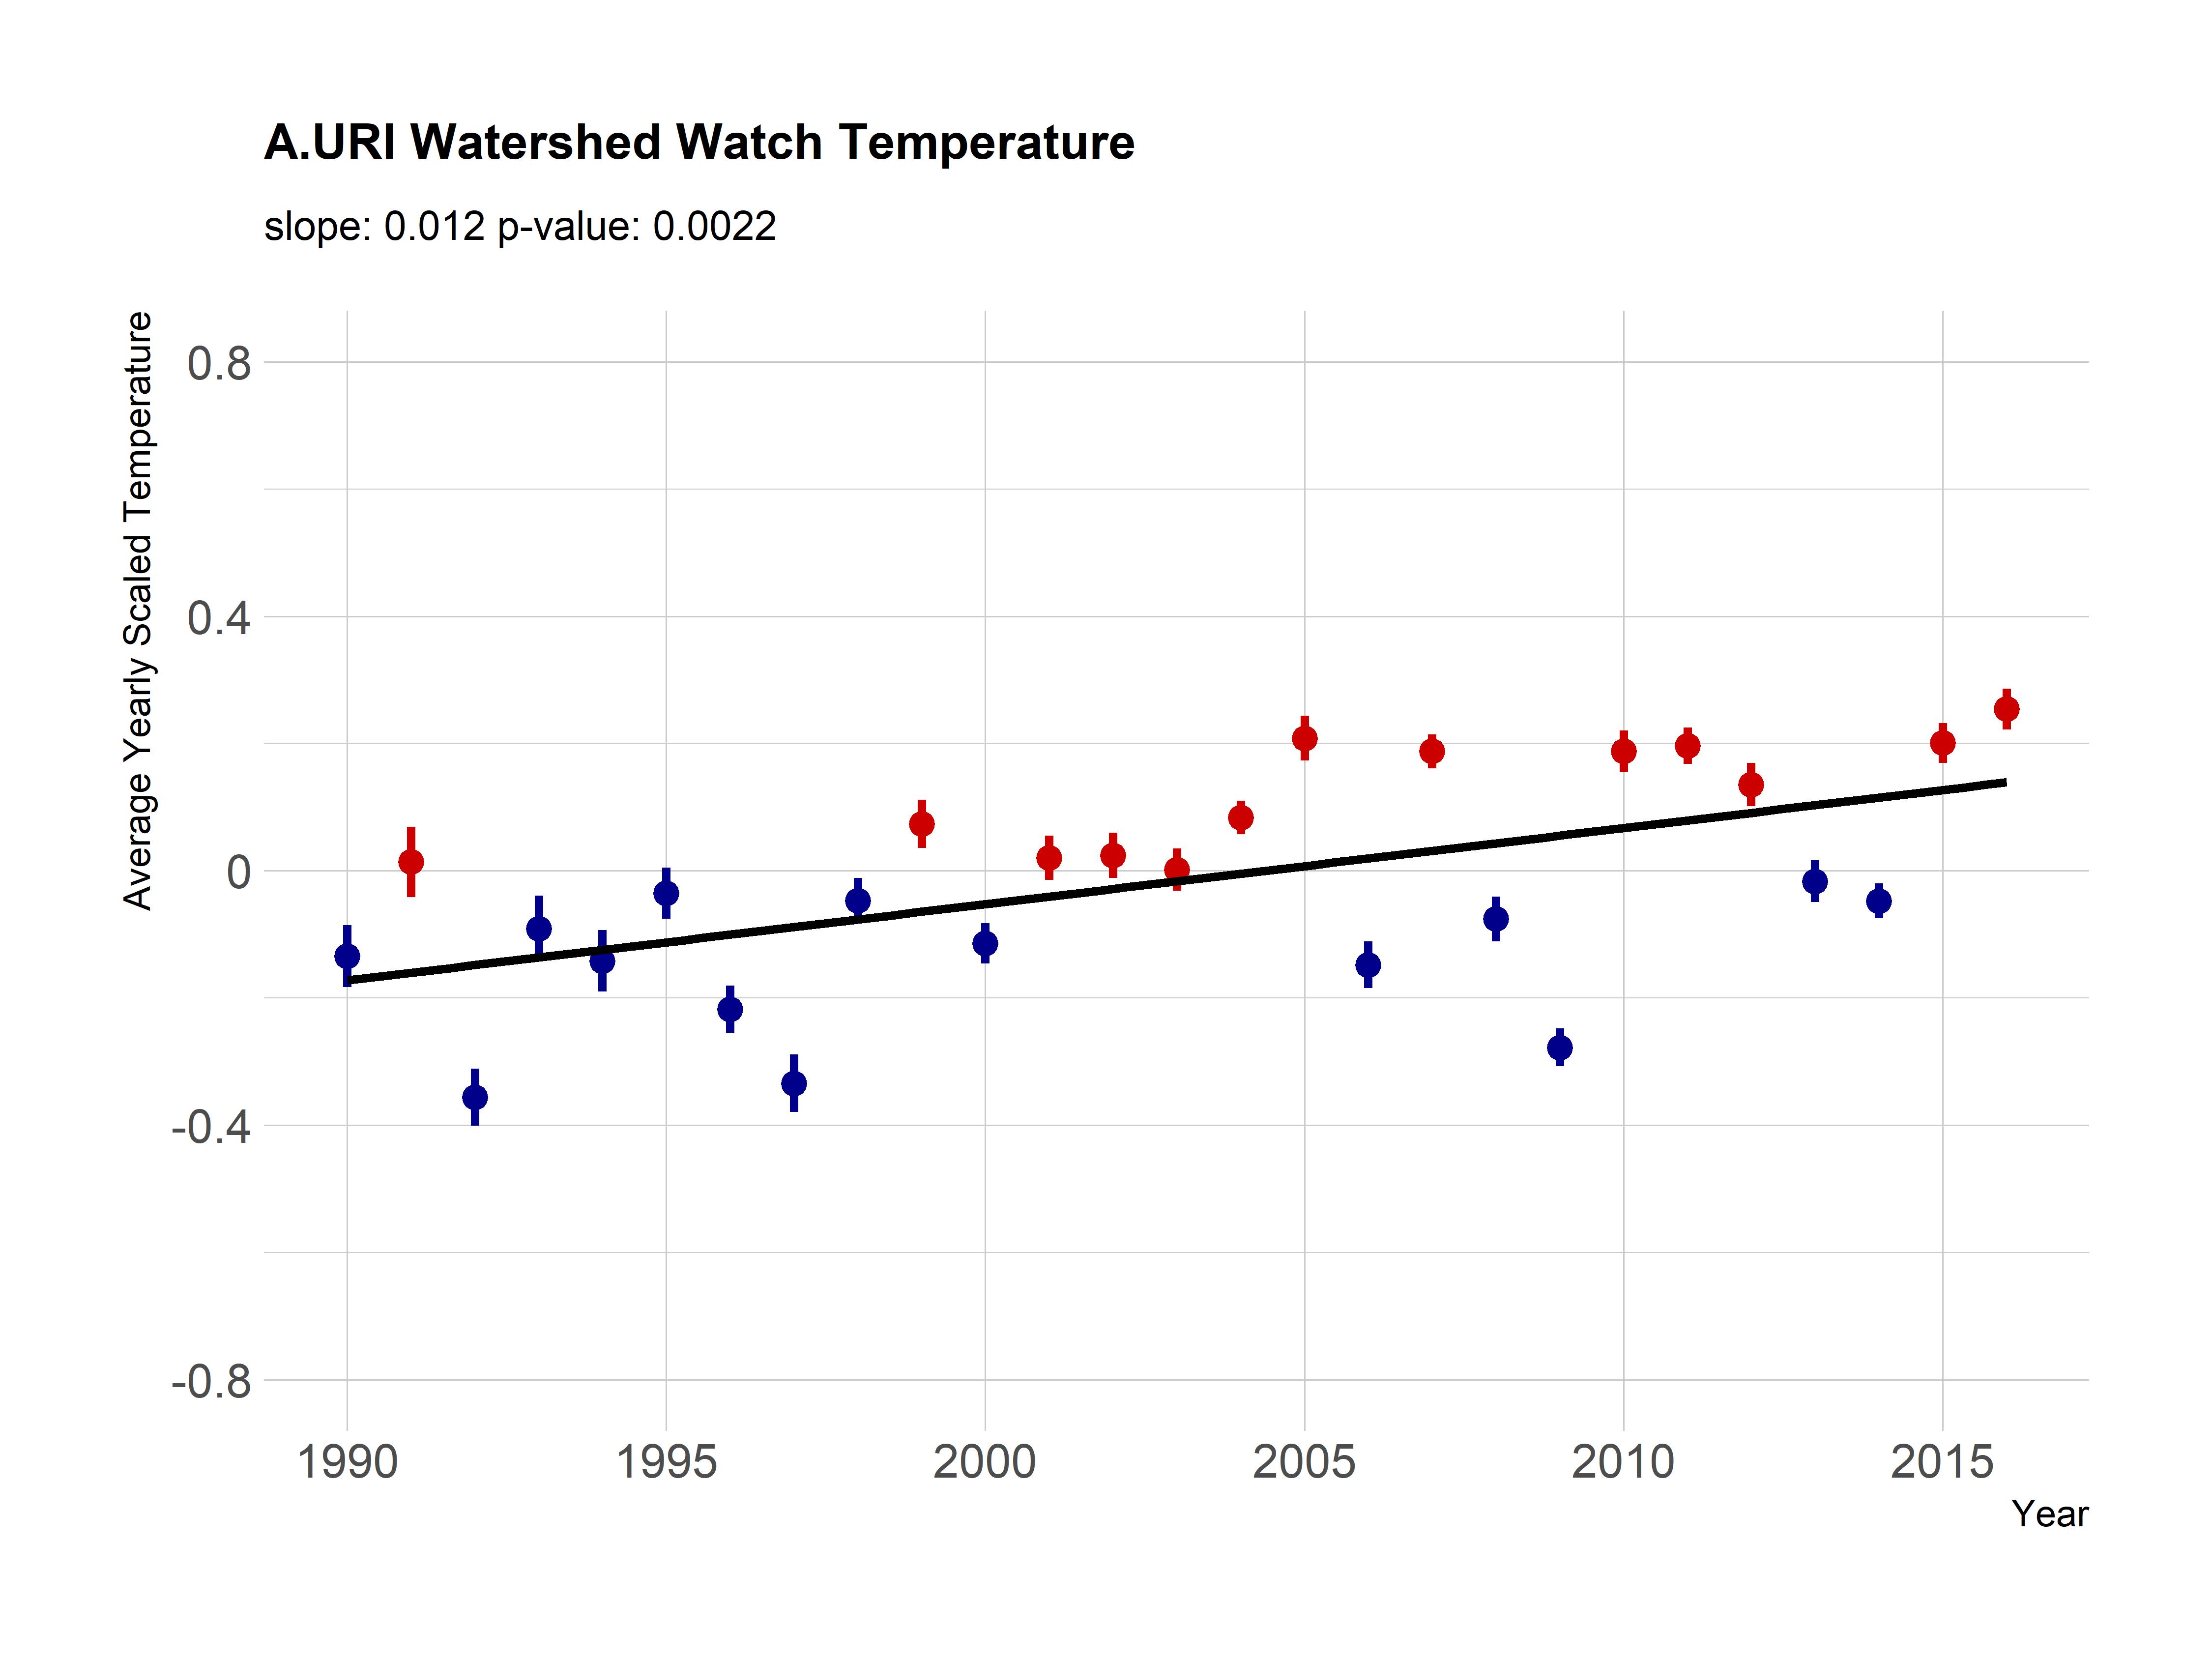 A.URI Watershed Watch Temperature
slope: 0.012 p-value: 0.0022
Average Yearly Scaled Temperature
0.8
0.4
0
-0.4
-0.8
1990 1995 2000 2005 2010 2015
Year